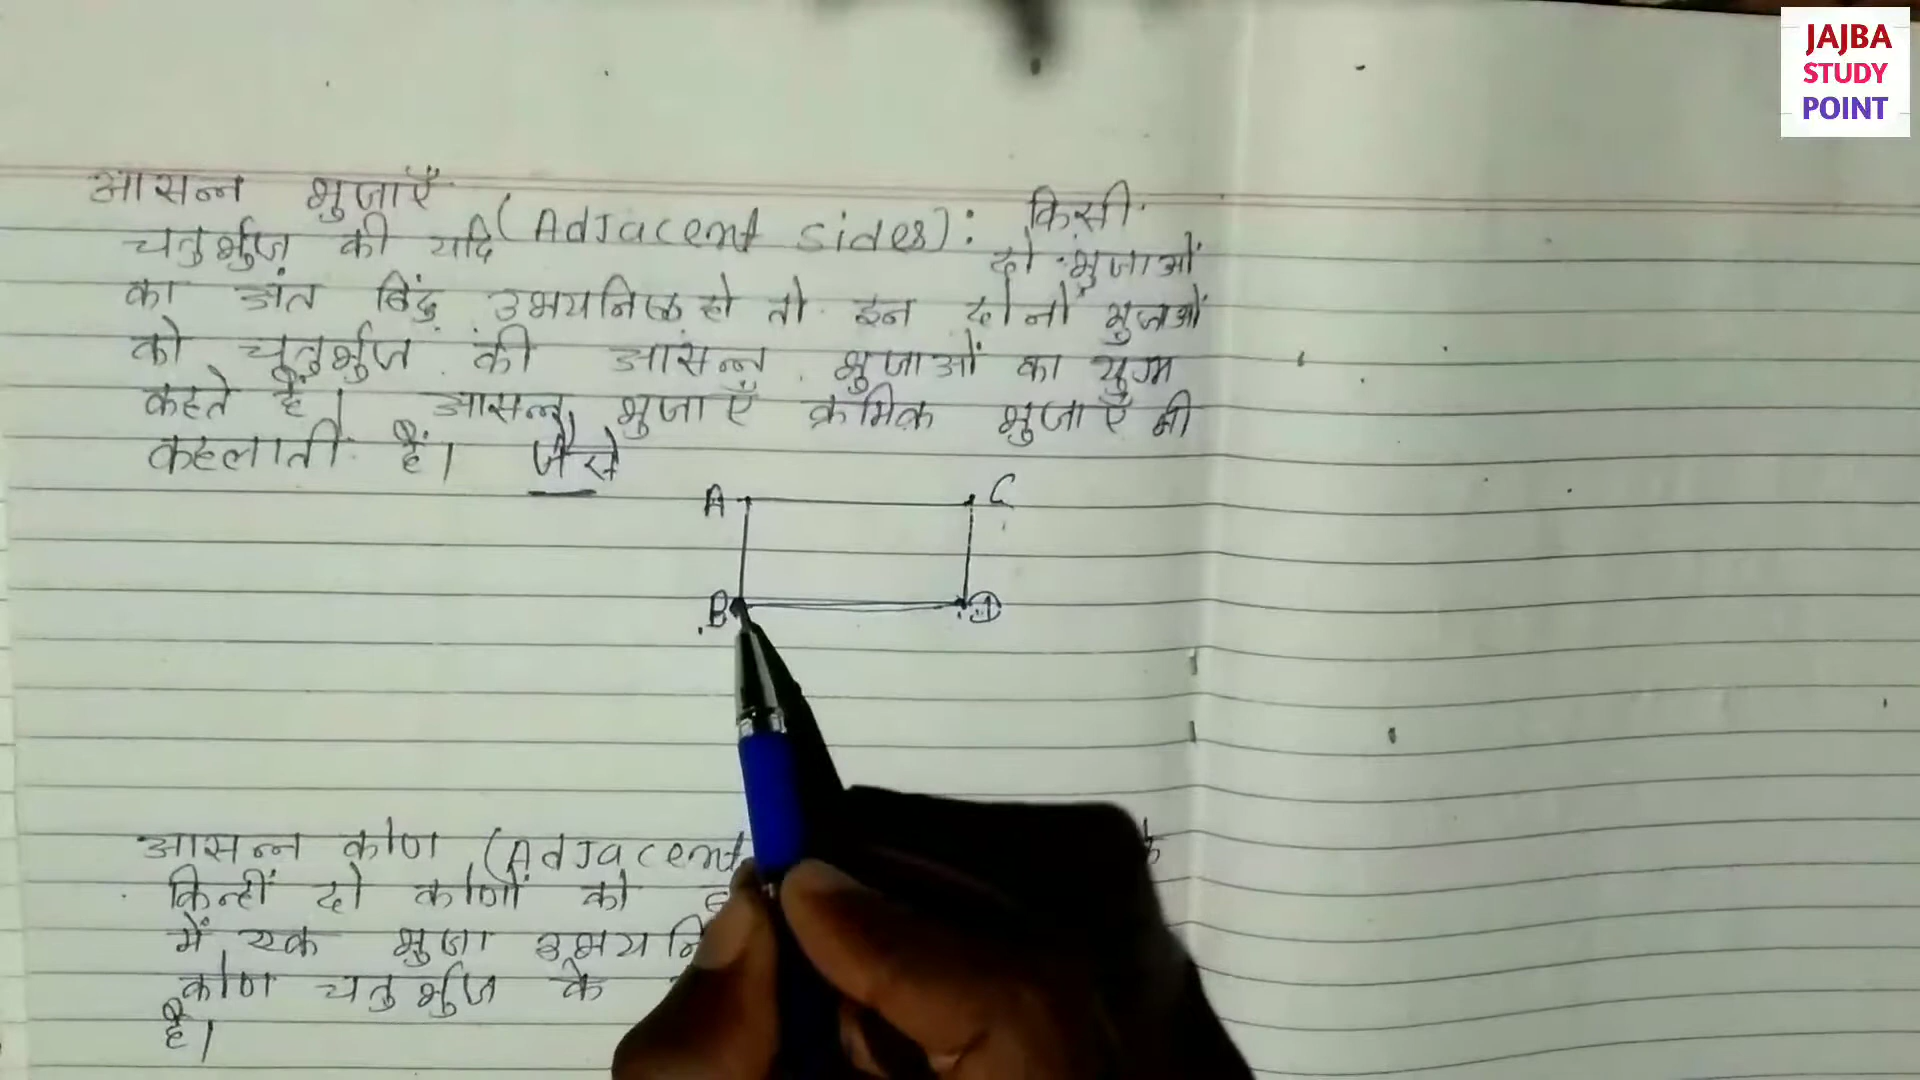 JAJBA
STUDY
POINT
आसन्न भुजाएँ (Adjacent sides): किसी
चतुर्भुज की यदि दो भुजाओं
का अंत बिंदु उभयनिष्ठ हो तो इन दोनों भुजाओं
को चतुर्भुज की आसन्न भुजाओं का युग्म
कहते हैं। आसन्न भुजाएँ क्रमिक भुजाएँ भी
कहलाती हैं। जैसे
A C
B
आसन्न कोण (Adjacent
किन्हीं दो कोणों को
में एक भुजा उभयनि
कोण चतुर्भुज के
है।